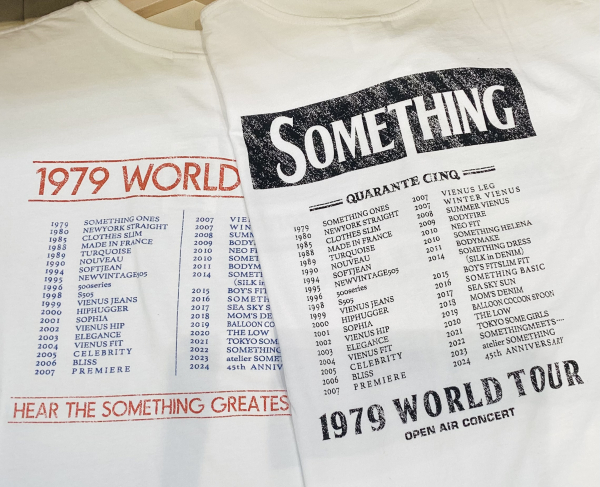 1979 WORLD
1979 SOMETHING ONES
1980 NEWYORK STRAIGHT
1985 CLOTHES SLIM
1988 MADE IN FRANCE
1989 TURQUOISE
1990 NOUVEAU
1994 SOFTJEAN
1995 NEWVINTAGE505
1996 500series
1998 S505
1999 VIENUS JEANS
2000 HIPHUGGER
2001 SOPHIA
2002 VIENUS HIP
2003 ELEGANCE
2004 VIENUS FIT
2005 CELEBRITY
2006 BLISS
2007 PREMIERE
2007 VIE
2007 WIN
2008 SUMM
2009 BODY
2010 NEO
2010 SOMET
2011 BODYM
2014 SOMETH
(SILK in
2015 BOY'S F
2016 SOMETH
2017 SEA SKY S
2018 MOM'S DE
2019 BALLOON CO
2020 THE LOW
2021 TOKYO SOM
2022 SOMETHING
2023 atelier SOME
2024 45th ANNIV
HEAR THE SOMETHING GREATES
SOMETHING
QUARANTE CINQ
1979 SOMETHING ONES
1980 NEWYORK STRAIGHT
1985 CLOTHES SLIM
1988 MADE IN FRANCE
1989 TURQUOISE
1990 NOUVEAU
1994 SOFTJEAN
1995 NEWVINTAGE505
1996 500series
1998 S505
1999 VIENUS JEANS
2000 HIPHUGGER
2001 SOPHIA
2002 VIENUS HIP
2003 ELEGANCE
2004 VIENUS FIT
2005 CELEBRITY
2006 BLISS
2007 PREMIERE
2007 VIENUS LEG
2007 WINTER VIENUS
2008 SUMMER VIENUS
2009 BODYFIRE
2010 NEO FIT
2010 SOMETHING HELENA
2011 BODYMAKE
2014 SOMETHING DRESS
(SILK in DENIM)
2015 BOY'S FITSLIM FIT
2016 SOMETHING BASIC
2017 SEA SKY SUN
2018 MOM'S DENIM
2019 BALLOON COCOON SPOON
2020 THE LOW
2021 TOKYO SOME GIRLS
2022 SOMETHINGMEETS····
2023 atelier SOMETHING
2024 45th ANNIVERSARY
1979 WORLD TOUR
OPEN AIR CONCERT